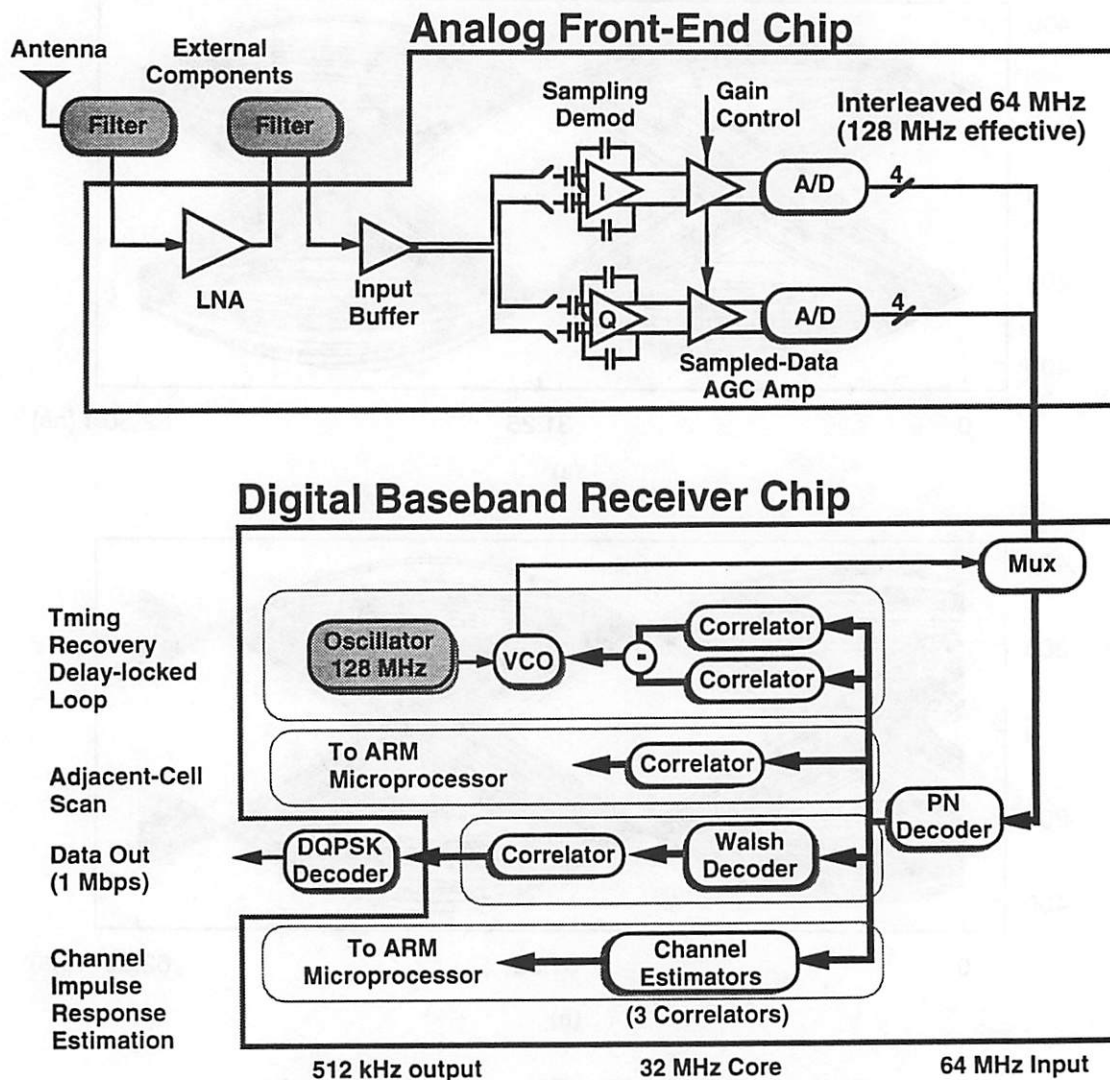 Analog Front-End Chip
Antenna
External
Components
Filter
Filter
Sampling
Demod
Gain
Control
Interleaved 64 MHz
(128 MHz effective)
I
A/D
4
LNA
Input
Buffer
Q
A/D
4
Sampled-Data
AGC Amp
Digital Baseband Receiver Chip
Mux
Tming
Recovery
Delay-locked
Loop
Oscillator
128 MHz
VCO
-
Correlator
Correlator
Adjacent-Cell
Scan
To ARM
Microprocessor
Correlator
PN
Decoder
Data Out
(1 Mbps)
DQPSK
Decoder
Correlator
Walsh
Decoder
Channel
Impulse
Response
Estimation
To ARM
Microprocessor
Channel
Estimators
(3 Correlators)
512 kHz output
32 MHz Core
64 MHz Input